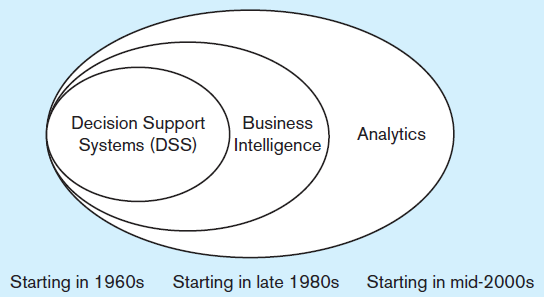 Decision Support
Systems (DSS)
Business
Intelligence
Analytics
Starting in 1960s
Starting in late 1980s
Starting in mid-2000s